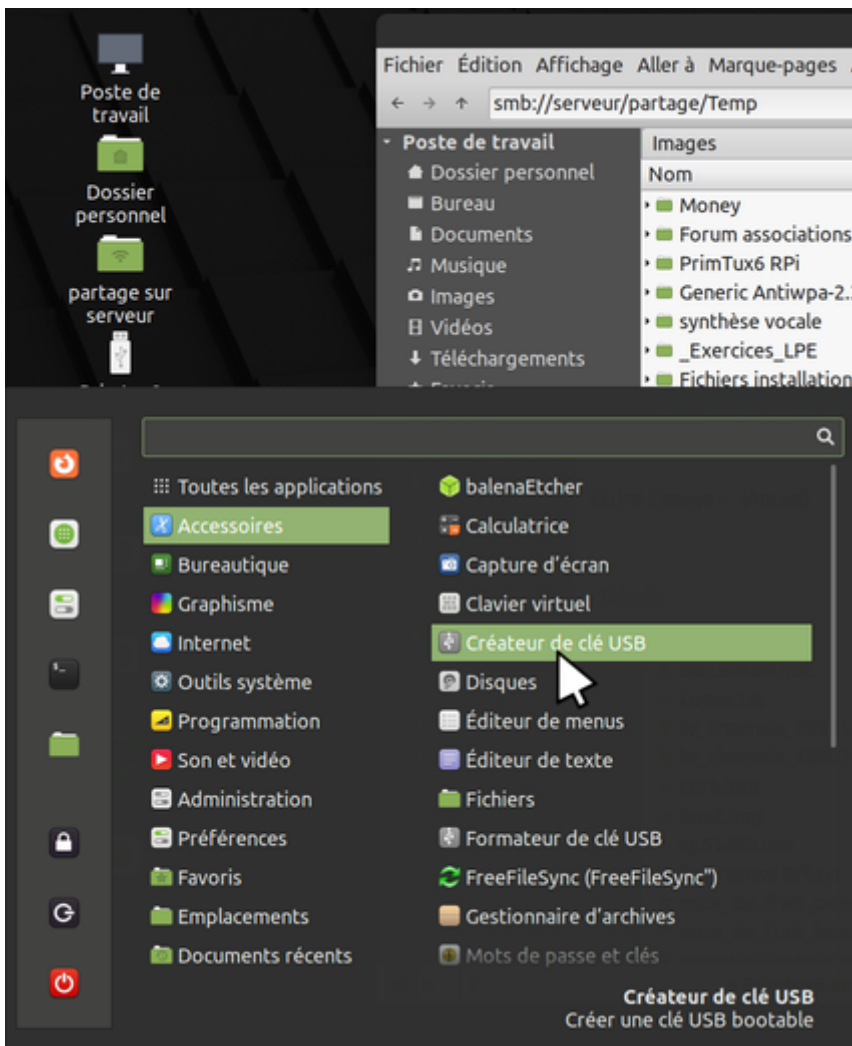 Poste de
travail
Dossier
personnel
partage sur
serveur
Fichier Édition Affichage Aller à Marque-pages
smb://serveur/partage/Temp
Poste de travail
Dossier personnel
Bureau
Documents
Musique
Images
Vidéos
Téléchargements
Images
Nom
Money
Forum associations
PrimTux6 RPi
Generic Antiwpa-2.
synthèse vocale
_Exercices_LPE
Fichiers installation
Toutes les applications
Accessoires
Bureautique
Graphisme
Internet
Outils système
Programmation
Son et vidéo
Administration
Préférences
Favoris
Emplacements
Documents récents
balenaEtcher
Calculatrice
Capture d'écran
Clavier virtuel
Créateur de clé USB
Disques
Éditeur de menus
Éditeur de texte
Fichiers
Formateur de clé USB
FreeFileSync (FreeFileSync")
Gestionnaire d'archives
Mots de passe et clés
Créateur de clé USB
Créer une clé USB bootable